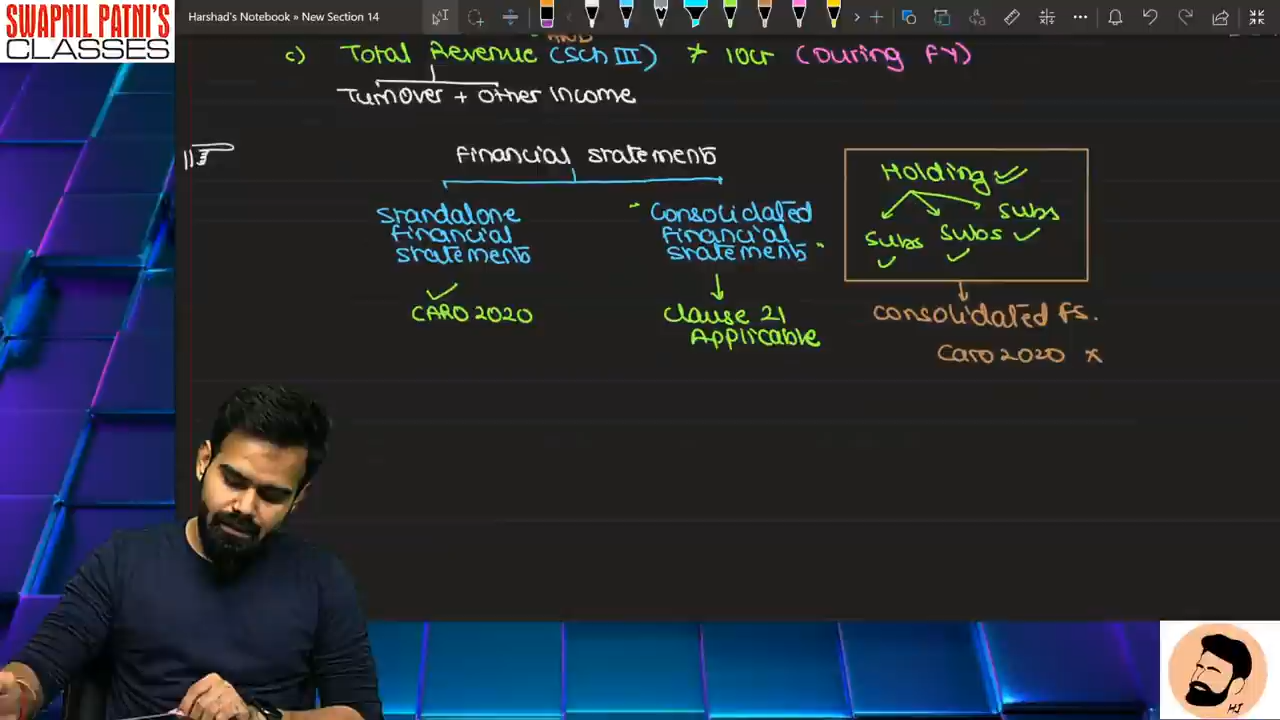 SWAPNIL PATNI'S
CLASSES
Harshad's Notebook » New Section 14
AND
c) Total Revenue (Sch III) > 10cr (During FY)
Turnover + other Income
Financial statements
Standalone
Financial
statements
"Consolidated
Financial
statements"
CARO 2020
Clause 21
Applicable
Holding
Subs
Subs
Subs
Consolidated FS.
Caro 2020 x
HI